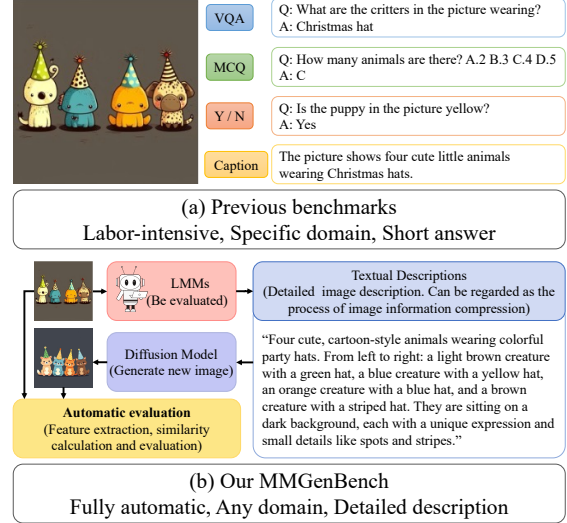 VQA
Q: What are the critters in the picture wearing?
A: Christmas hat
MCQ
Q: How many animals are there? A.2 B.3 C.4 D.5
A: C
Y / N
Q: Is the puppy in the picture yellow?
A: Yes
Caption
The picture shows four cute little animals
wearing Christmas hats.
(a) Previous benchmarks
Labor-intensive, Specific domain, Short answer
LMMs
(Be evaluated)
Textual Descriptions
(Detailed image description. Can be regarded as the
process of image information compression)
Diffusion Model
(Generate new image)
“Four cute, cartoon-style animals wearing colorful
party hats. From left to right: a light brown creature
with a green hat, a blue creature with a yellow hat,
an orange creature with a blue hat, and a brown
creature with a striped hat. They are sitting on a
dark background, each with a unique expression and
small details like spots and stripes.”
Automatic evaluation
(Feature extraction, similarity
calculation and evaluation)
(b) Our MMGenBench
Fully automatic, Any domain, Detailed description